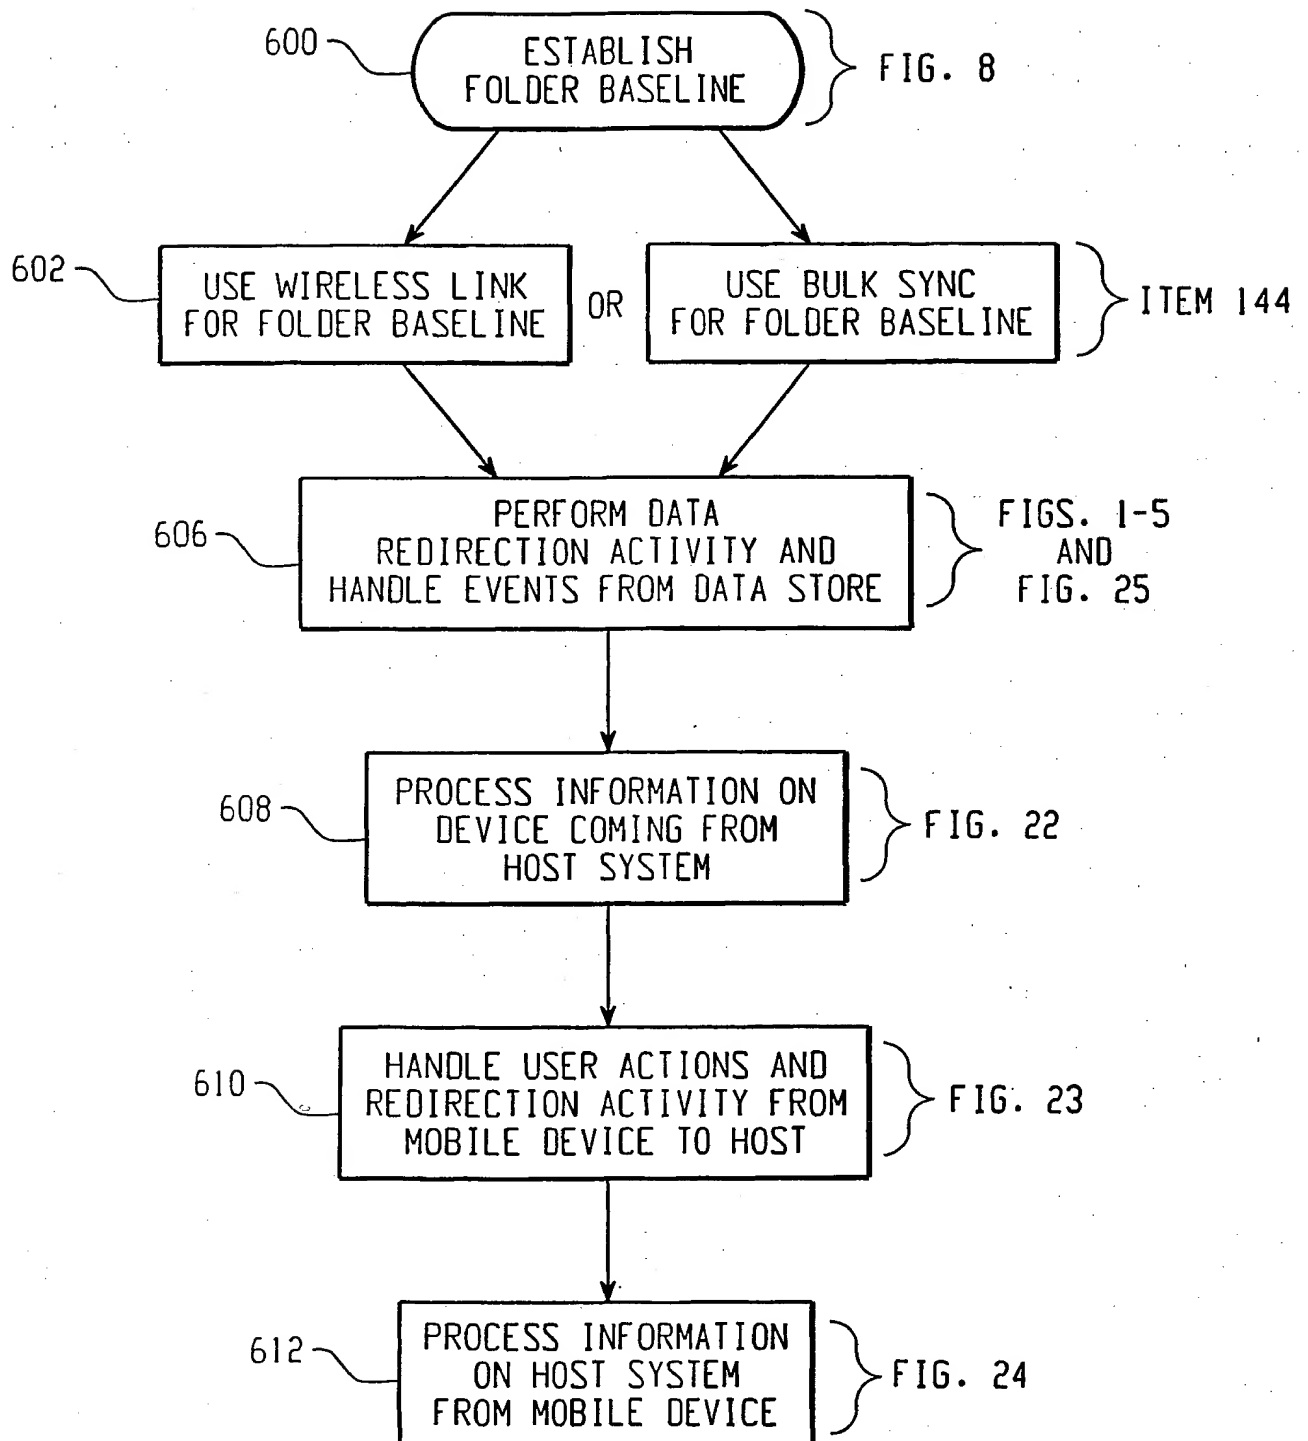 600
ESTABLISH
FOLDER BASELINE
FIG. 8
602
USE WIRELESS LINK
FOR FOLDER BASELINE
OR
USE BULK SYNC
FOR FOLDER BASELINE
ITEM 144
606
PERFORM DATA
REDIRECTION ACTIVITY AND
HANDLE EVENTS FROM DATA STORE
FIGS. 1-5
AND
FIG. 25
608
PROCESS INFORMATION ON
DEVICE COMING FROM
HOST SYSTEM
FIG. 22
610
HANDLE USER ACTIONS AND
REDIRECTION ACTIVITY FROM
MOBILE DEVICE TO HOST
FIG. 23
612
PROCESS INFORMATION
ON HOST SYSTEM
FROM MOBILE DEVICE
FIG. 24